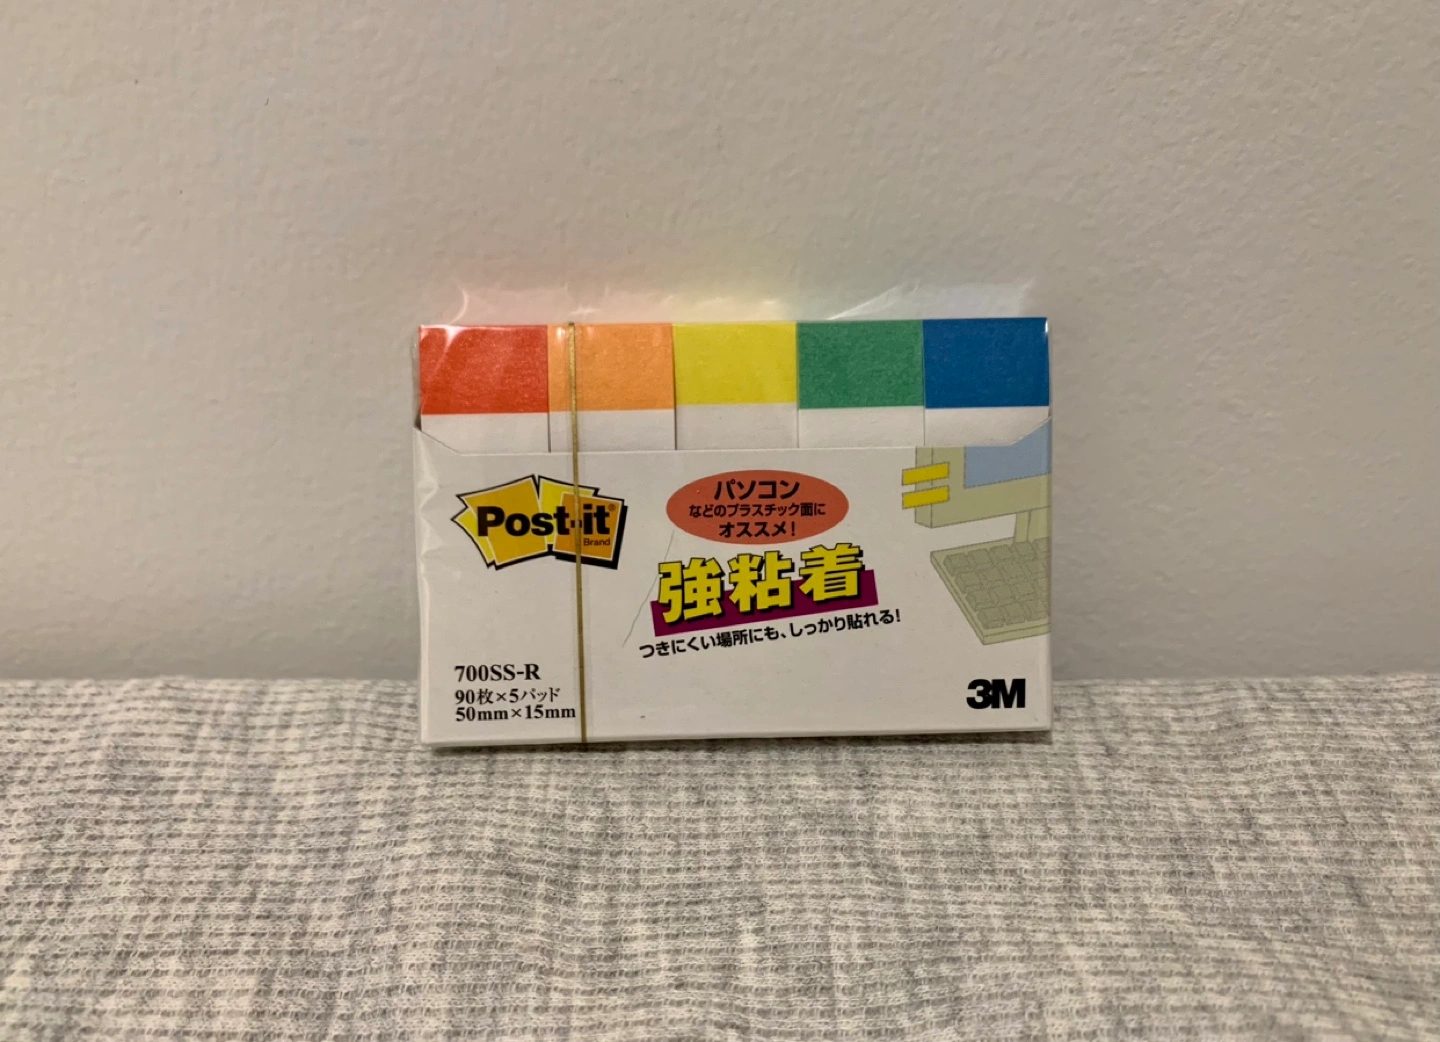 Post-it®
Brand
パソコン
などのプラスチック面に
オススメ!
強粘着
つきにくい場所にも、しっかり貼れる!
700SS-R
90枚×5パッド
50mm×15mm
3M